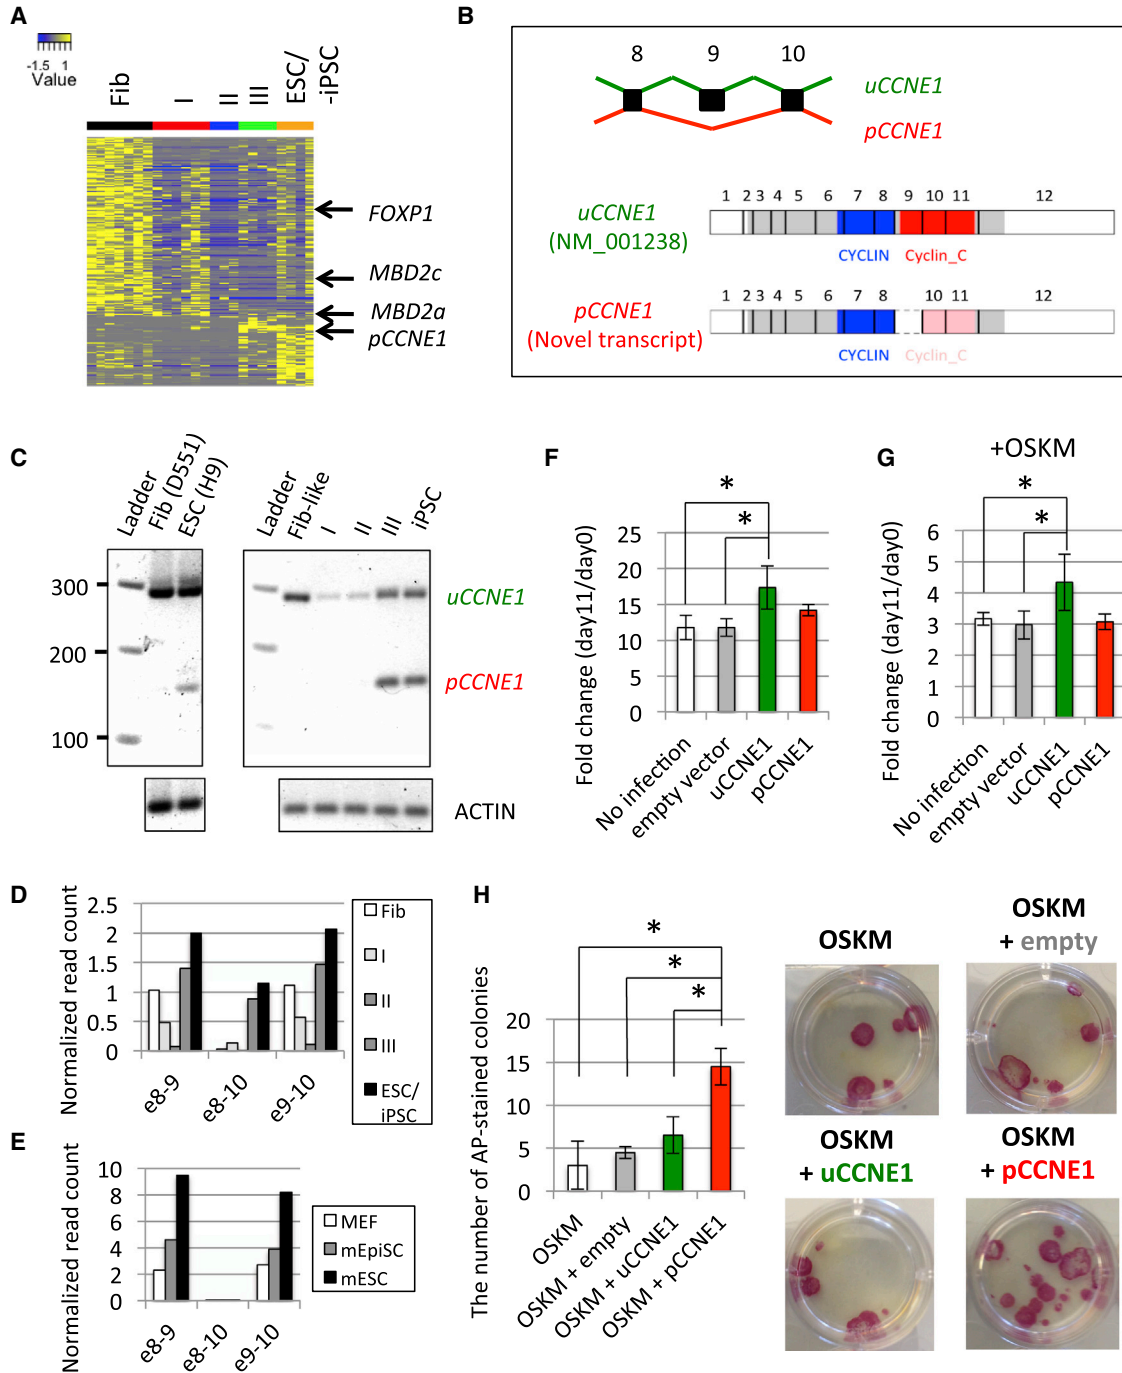 A
-1.5 1
Value
Fib
I
II
III
ESC/
-iPSC
FOXP1
MBD2c
MBD2a
pCCNE1
B
8 9 10
uCCNE1
pCCNE1
1 2 3 4 5 6 7 8 9 10 11 12
uCCNE1
(NM_001238)
CYCLIN Cyclin_C
1 2 3 4 5 6 7 8 10 11 12
pCCNE1
(Novel transcript)
CYCLIN Cyclin_C
C
Ladder
Fib (D551)
ESC (H9)
Ladder
Fib-like
I
II
III
iPSC
300
200
100
uCCNE1
pCCNE1
ACTIN
F
* *
Fold change (day11/day0)
25
20
15
10
5
0
No infection
empty vector
uCCNE1
pCCNE1
G
+OSKM
* *
Fold change (day11/day0)
6
5
4
3
2
1
0
No infection
empty vector
uCCNE1
pCCNE1
D
Normalized read count
2.5
2
1.5
1
0.5
0
e8-9
e8-10
e9-10
Fib
I
II
III
ESC/
iPSC
E
Normalized read count
10
8
6
4
2
0
e8-9
e8-10
e9-10
MEF
mEpiSC
mESC
H
* * *
The number of AP-stained colonies
20
15
10
5
0
OSKM
OSKM + empty
OSKM + uCCNE1
OSKM + pCCNE1
OSKM
OSKM
+ empty
OSKM
+ uCCNE1
OSKM
+ pCCNE1